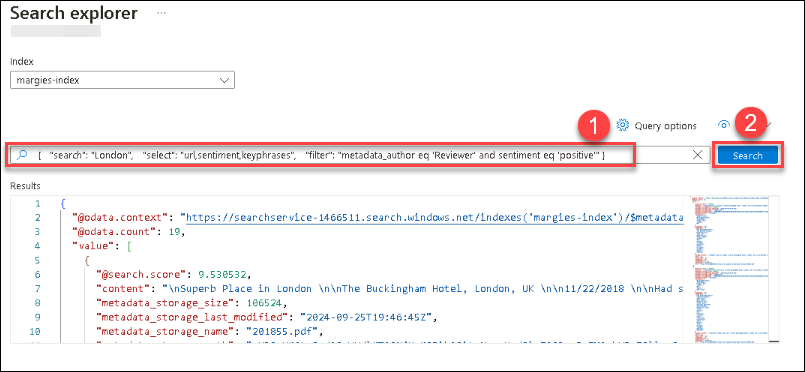 Search explorer ...
Index
margies-index
1
Query options
2
{ "search": "London", "select": "url,sentiment,keyphrases", "filter": "metadata_author eq 'Reviewer' and sentiment eq 'positive'" }
Search
Results
1 {
2 "@odata.context": "https://searchservice-1466511.search.windows.net/indexes('margies-index')/$metadata
3 "@odata.count": 19,
4 "value": [
5 {
6 "@search.score": 9.530532,
7 "content": "\nSuperb Place in London \n\nThe Buckingham Hotel, London, UK \n\n11/22/2018 \n\nHad s
8 "metadata_storage_size": 106524,
9 "metadata_storage_last_modified": "2024-09-25T19:46:45Z",
10 "metadata_storage_name": "201855.pdf",